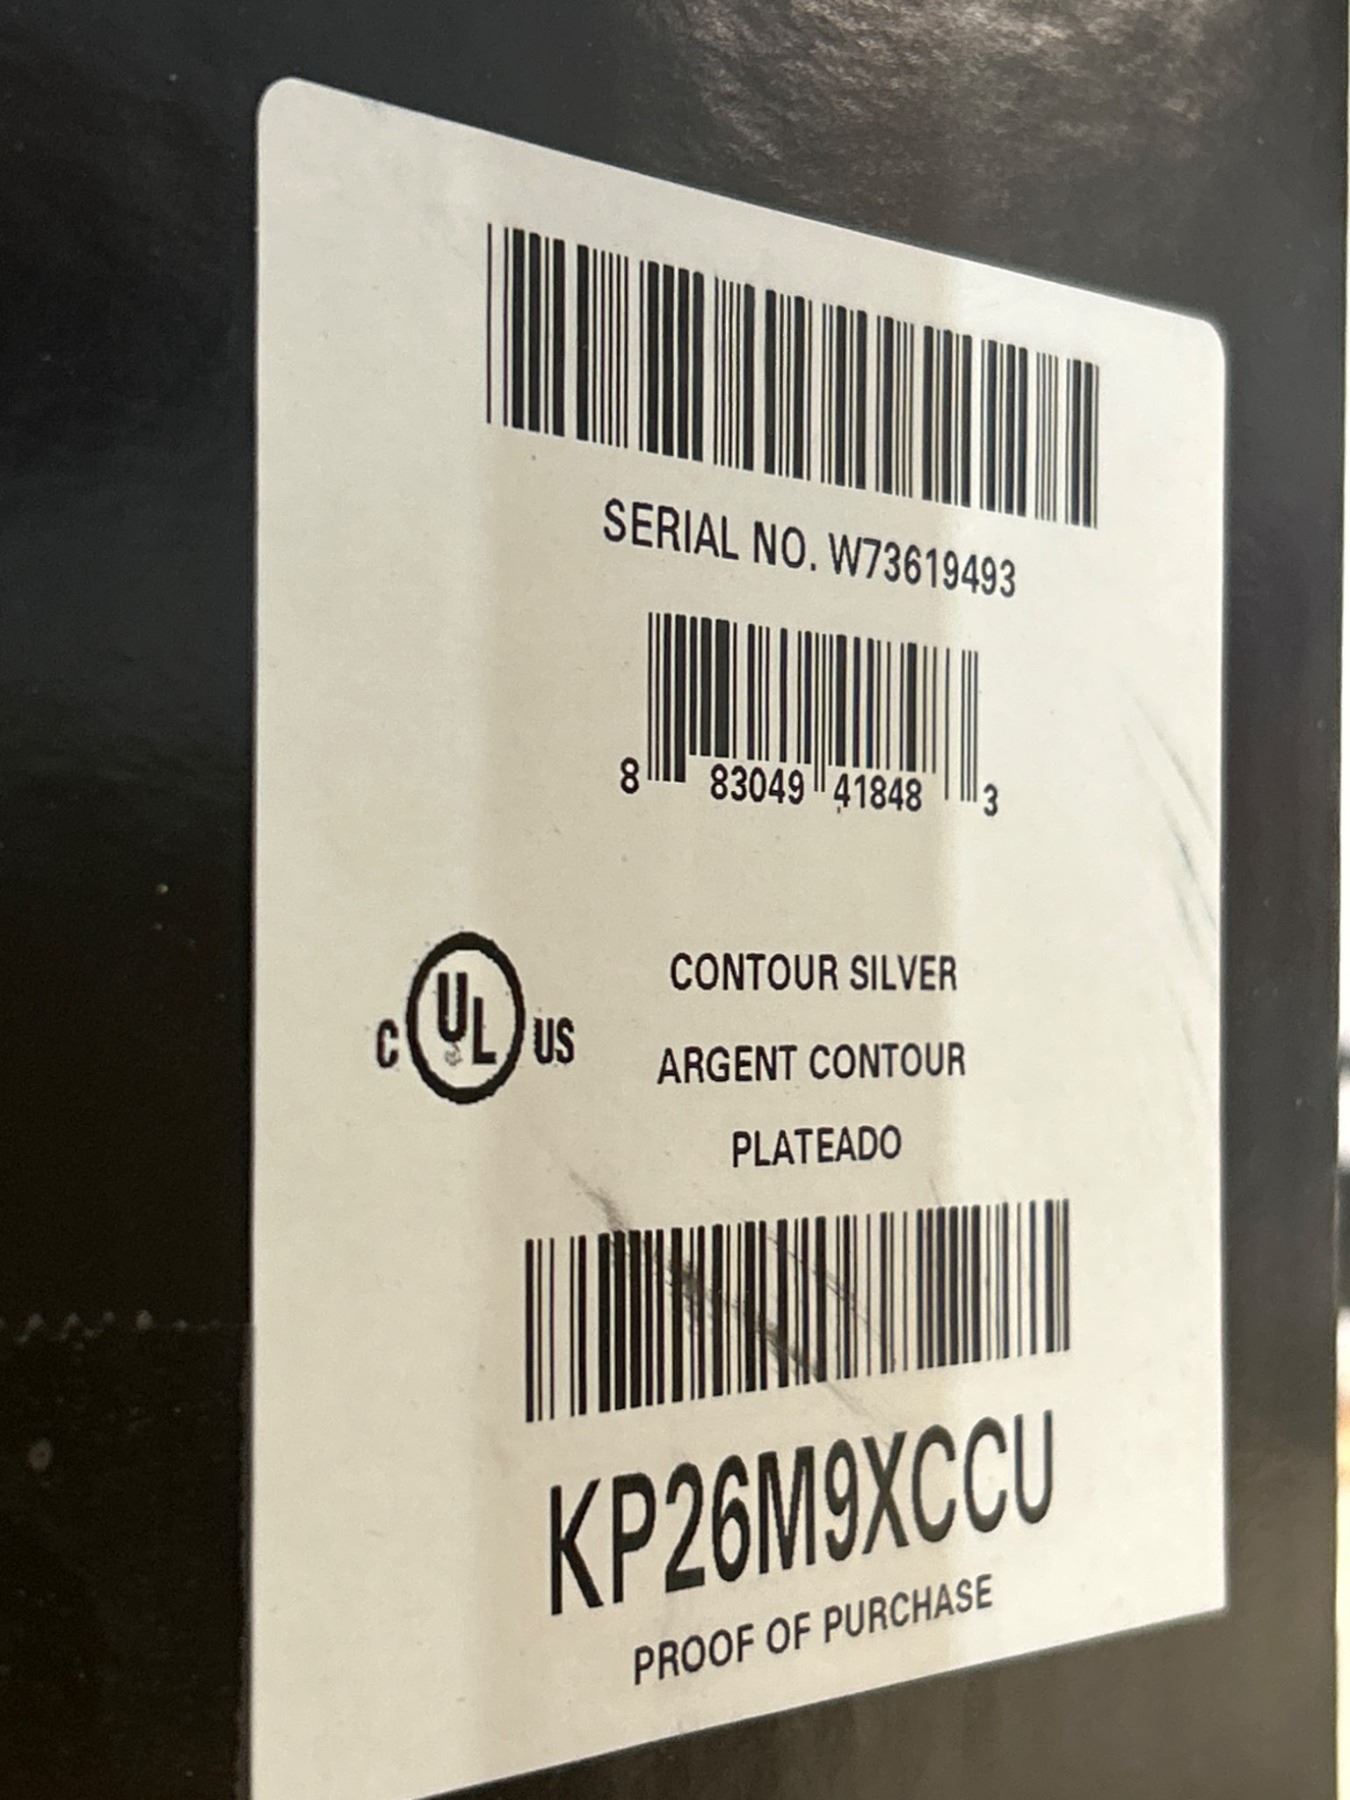 SERIAL NO. W73619493
8 83049 41848 3
CONTOUR SILVER
C UL US
ARGENT CONTOUR
PLATEADO
KP26M9XCCU
PROOF OF PURCHASE